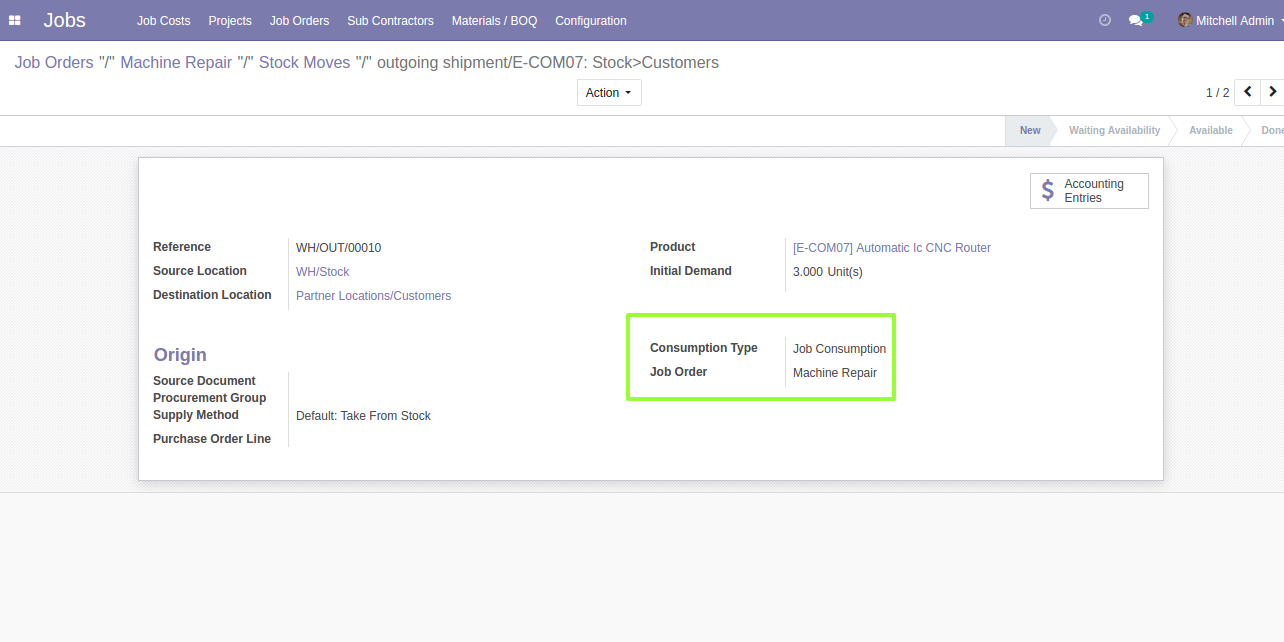 Jobs Job Costs Projects Job Orders Sub Contractors Materials / BOQ Configuration 1 Mitchell Admin
Job Orders "/" Machine Repair "/" Stock Moves "/" outgoing shipment/E-COM07: Stock>Customers
Action 1 / 2
New Waiting Availability Available Done
$ Accounting
Entries
Reference WH/OUT/00010
Source Location WH/Stock
Destination Location Partner Locations/Customers
Product [E-COM07] Automatic Ic CNC Router
Initial Demand 3.000 Unit(s)
Origin
Source Document
Procurement Group
Supply Method Default: Take From Stock
Purchase Order Line
Consumption Type Job Consumption
Job Order Machine Repair